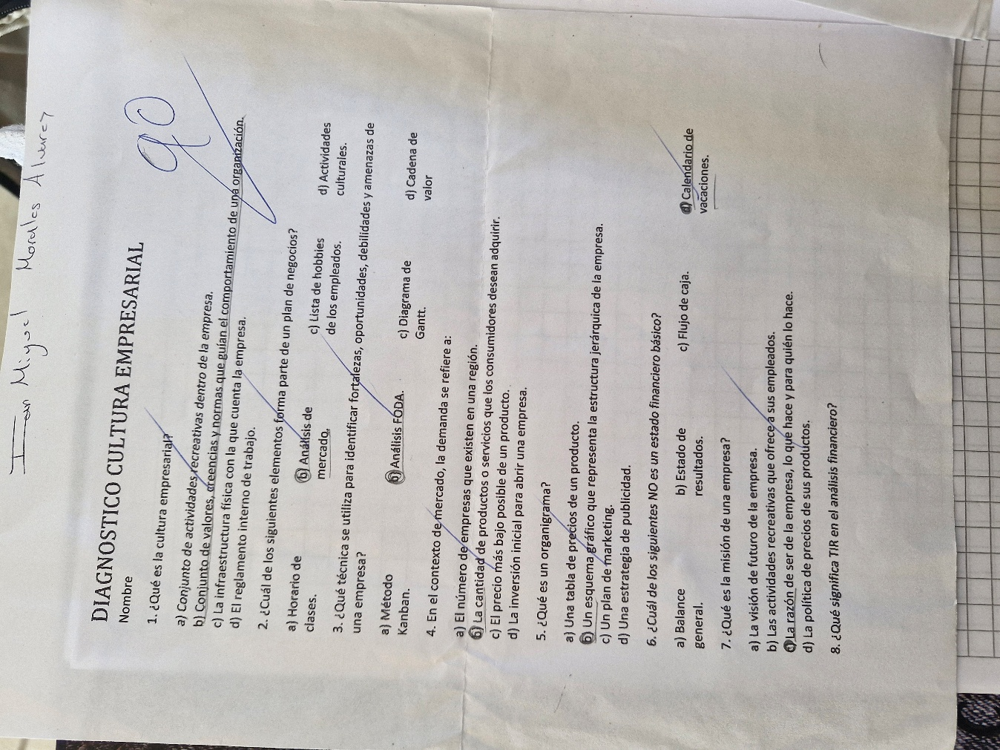 Ian Miguel Morales Alvarez
DIAGNOSTICO CULTURA EMPRESARIAL
90
Nombre
1. ¿Qué es la cultura empresarial?
a) Conjunto de actividades recreativas dentro de la empresa.
b) Conjunto de valores, creencias y normas que guían el comportamiento de una organización.
c) La infraestructura física con la que cuenta la empresa.
d) El reglamento interno de trabajo.
2. ¿Cuál de los siguientes elementos forma parte de un plan de negocios?
a) Horario de clases.
b) Análisis de mercado.
c) Lista de hobbies de los empleados.
d) Actividades culturales.
3. ¿Qué técnica se utiliza para identificar fortalezas, oportunidades, debilidades y amenazas de
una empresa?
a) Método Kanban.
b) Análisis FODA.
c) Diagrama de Gantt.
d) Cadena de valor
4. En el contexto de mercado, la demanda se refiere a:
a) El número de empresas que existen en una región.
b) La cantidad de productos o servicios que los consumidores desean adquirir.
c) El precio más bajo posible de un producto.
d) La inversión inicial para abrir una empresa.
5. ¿Qué es un organigrama?
a) Una tabla de precios de un producto.
b) Un esquema gráfico que representa la estructura jerárquica de la empresa.
c) Un plan de marketing.
d) Una estrategia de publicidad.
6. ¿Cuál de los siguientes NO es un estado financiero básico?
a) Balance general.
b) Estado de resultados.
c) Flujo de caja.
d) Calendario de vacaciones.
7. ¿Qué es la misión de una empresa?
a) La visión de futuro de la empresa.
b) Las actividades recreativas que ofrece a sus empleados.
c) La razón de ser de la empresa, lo que hace y para quién lo hace.
d) La política de precios de sus productos.
8. ¿Qué significa TIR en el análisis financiero?